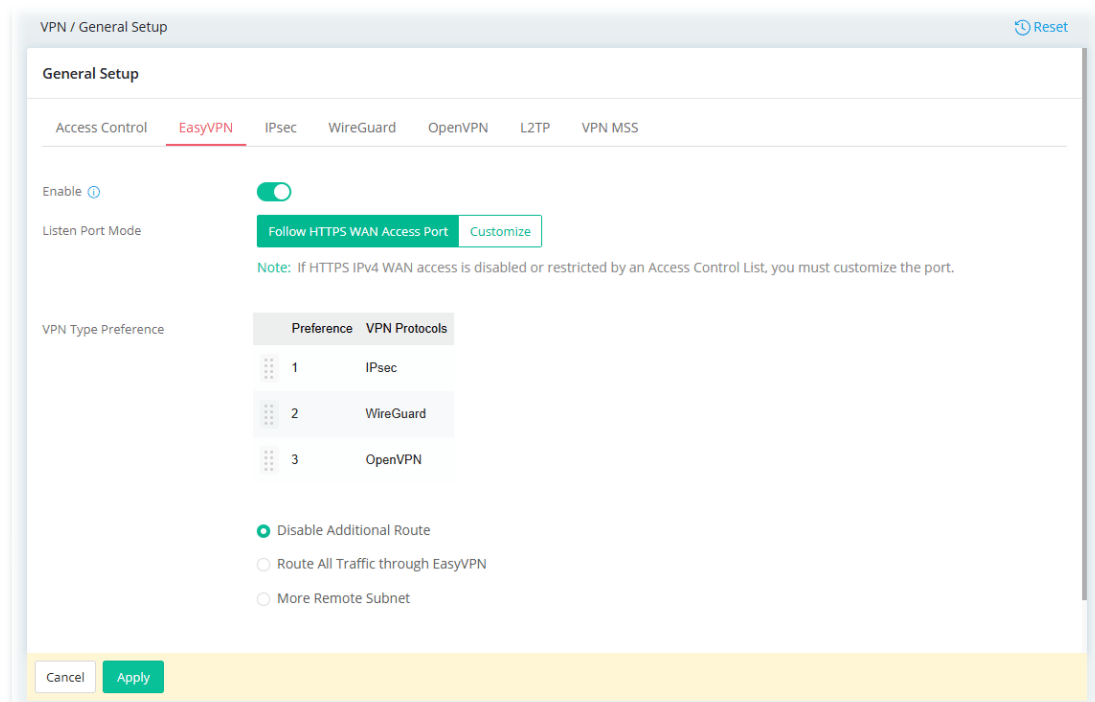 VPN / General Setup
Reset
General Setup
Access Control EasyVPN IPsec WireGuard OpenVPN L2TP VPN MSS
Enable
Listen Port Mode
Follow HTTPS WAN Access Port Customize
Note: If HTTPS IPv4 WAN access is disabled or restricted by an Access Control List, you must customize the port.
VPN Type Preference
Preference VPN Protocols
1 IPsec
2 WireGuard
3 OpenVPN
Disable Additional Route
Route All Traffic through EasyVPN
More Remote Subnet
Cancel Apply